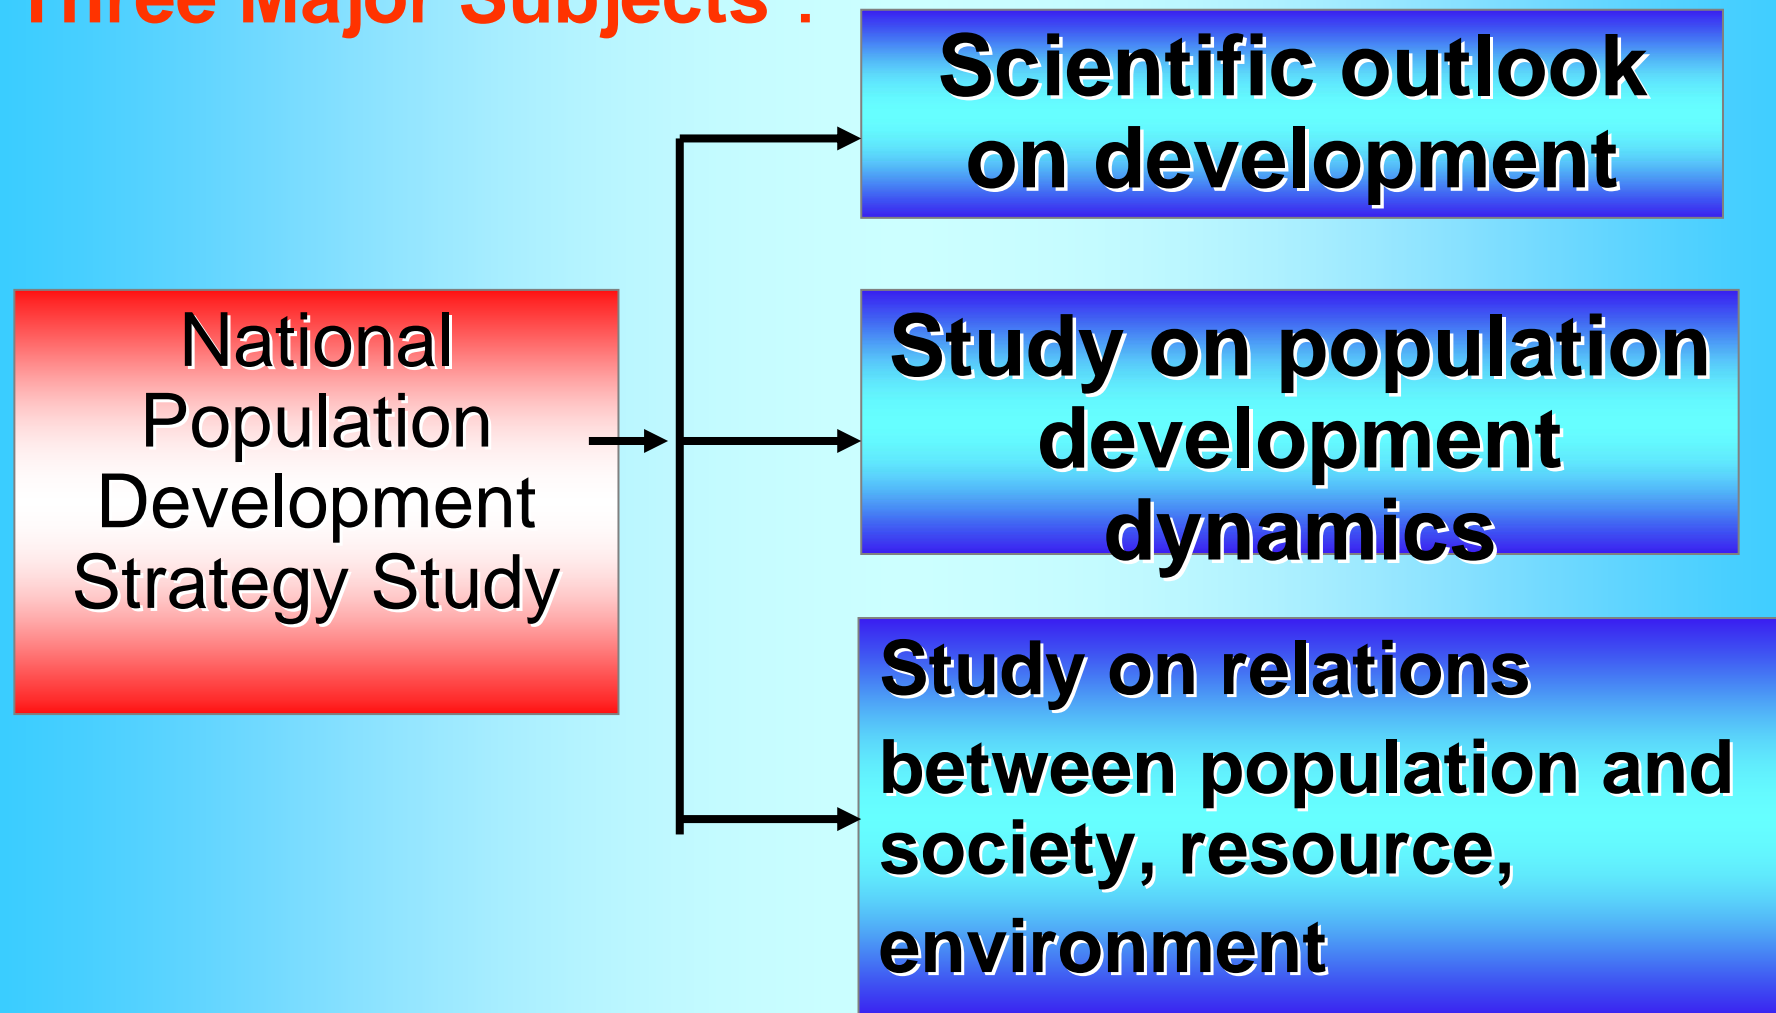 Three Major Subjects :
Scientific outlook
on development
National
Population
Development
Strategy Study
Study on population
development
dynamics
Study on relations
between population and
society, resource,
environment